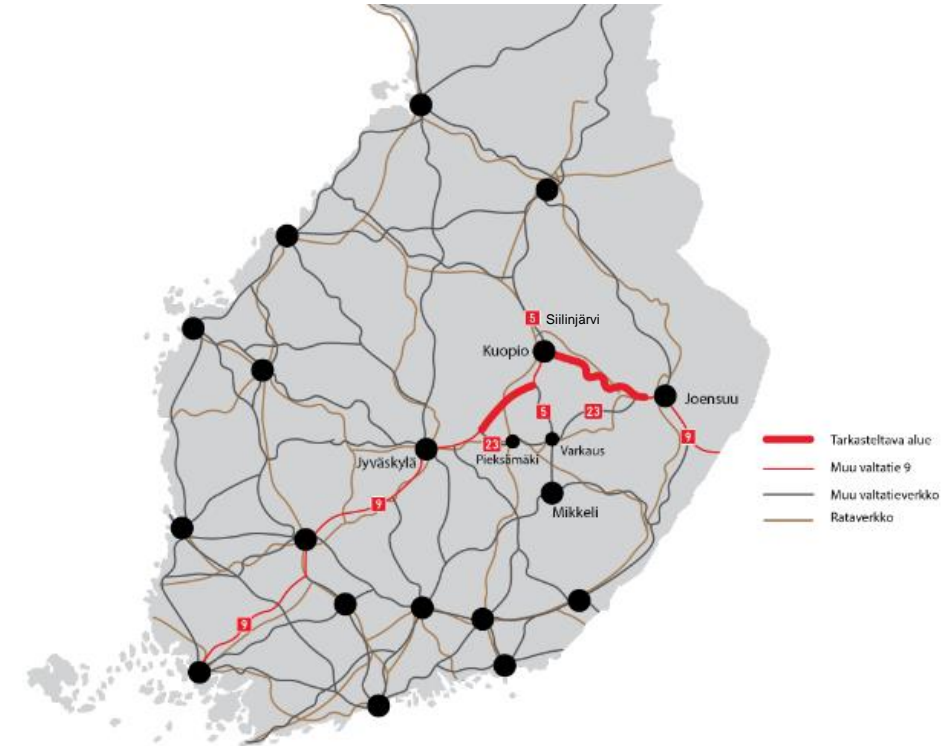 5
Siilinjärvi
Kuopio
Joensuu
5
23
9
23
Pieksämäki
Varkaus
Jyväskylä
9
Mikkeli
9
Tarkasteltava alue
Muu valtatie 9
Muu valtatieverkko
Rataverkko